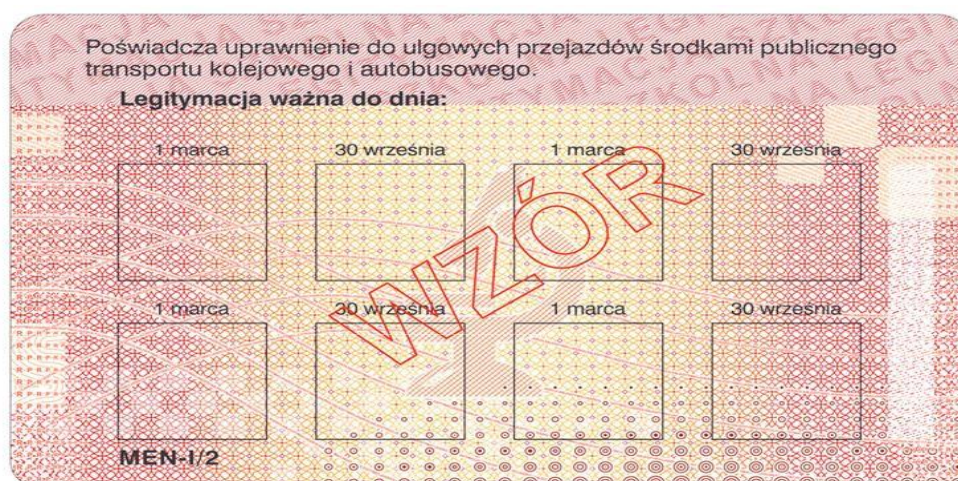 Poświadcza uprawnienie do ulgowych przejazdów środkami publicznego
transportu kolejowego i autobusowego.
Legitymacja ważna do dnia:
1 marca 30 września 1 marca 30 września
WZÓR
1 marca 30 września 1 marca 30 września
MEN-I/2